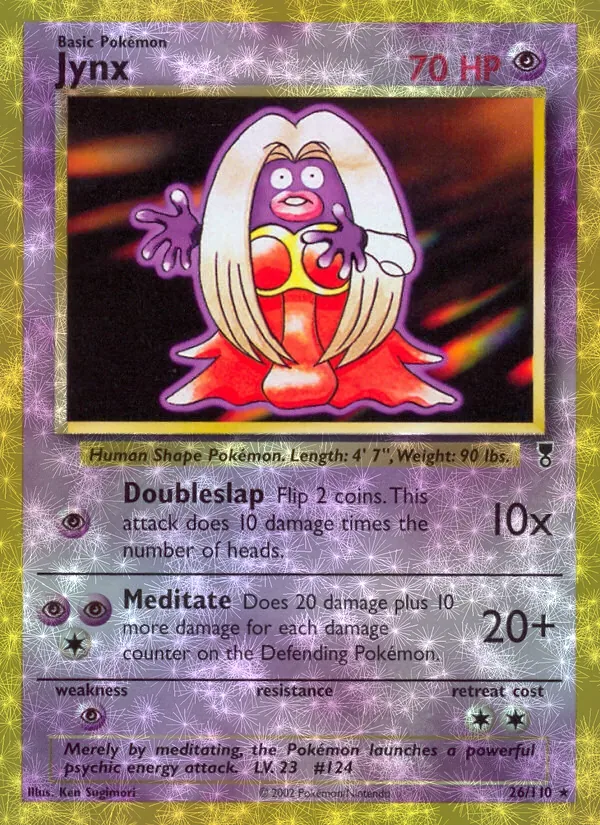 Basic Pokémon
Jynx 70 HP
Human Shape Pokémon. Length: 4' 7", Weight: 90 lbs.
Doubleslap Flip 2 coins. This
attack does 10 damage times the
number of heads.
10x
Meditate Does 20 damage plus 10
more damage for each damage
counter on the Defending Pokémon.
20+
weakness resistance retreat cost
Merely by meditating, the Pokémon launches a powerful
psychic energy attack. LV. 23 #124
Illus. Ken Sugimori © 2002 Pokémon/Nintendo 26/110 ★